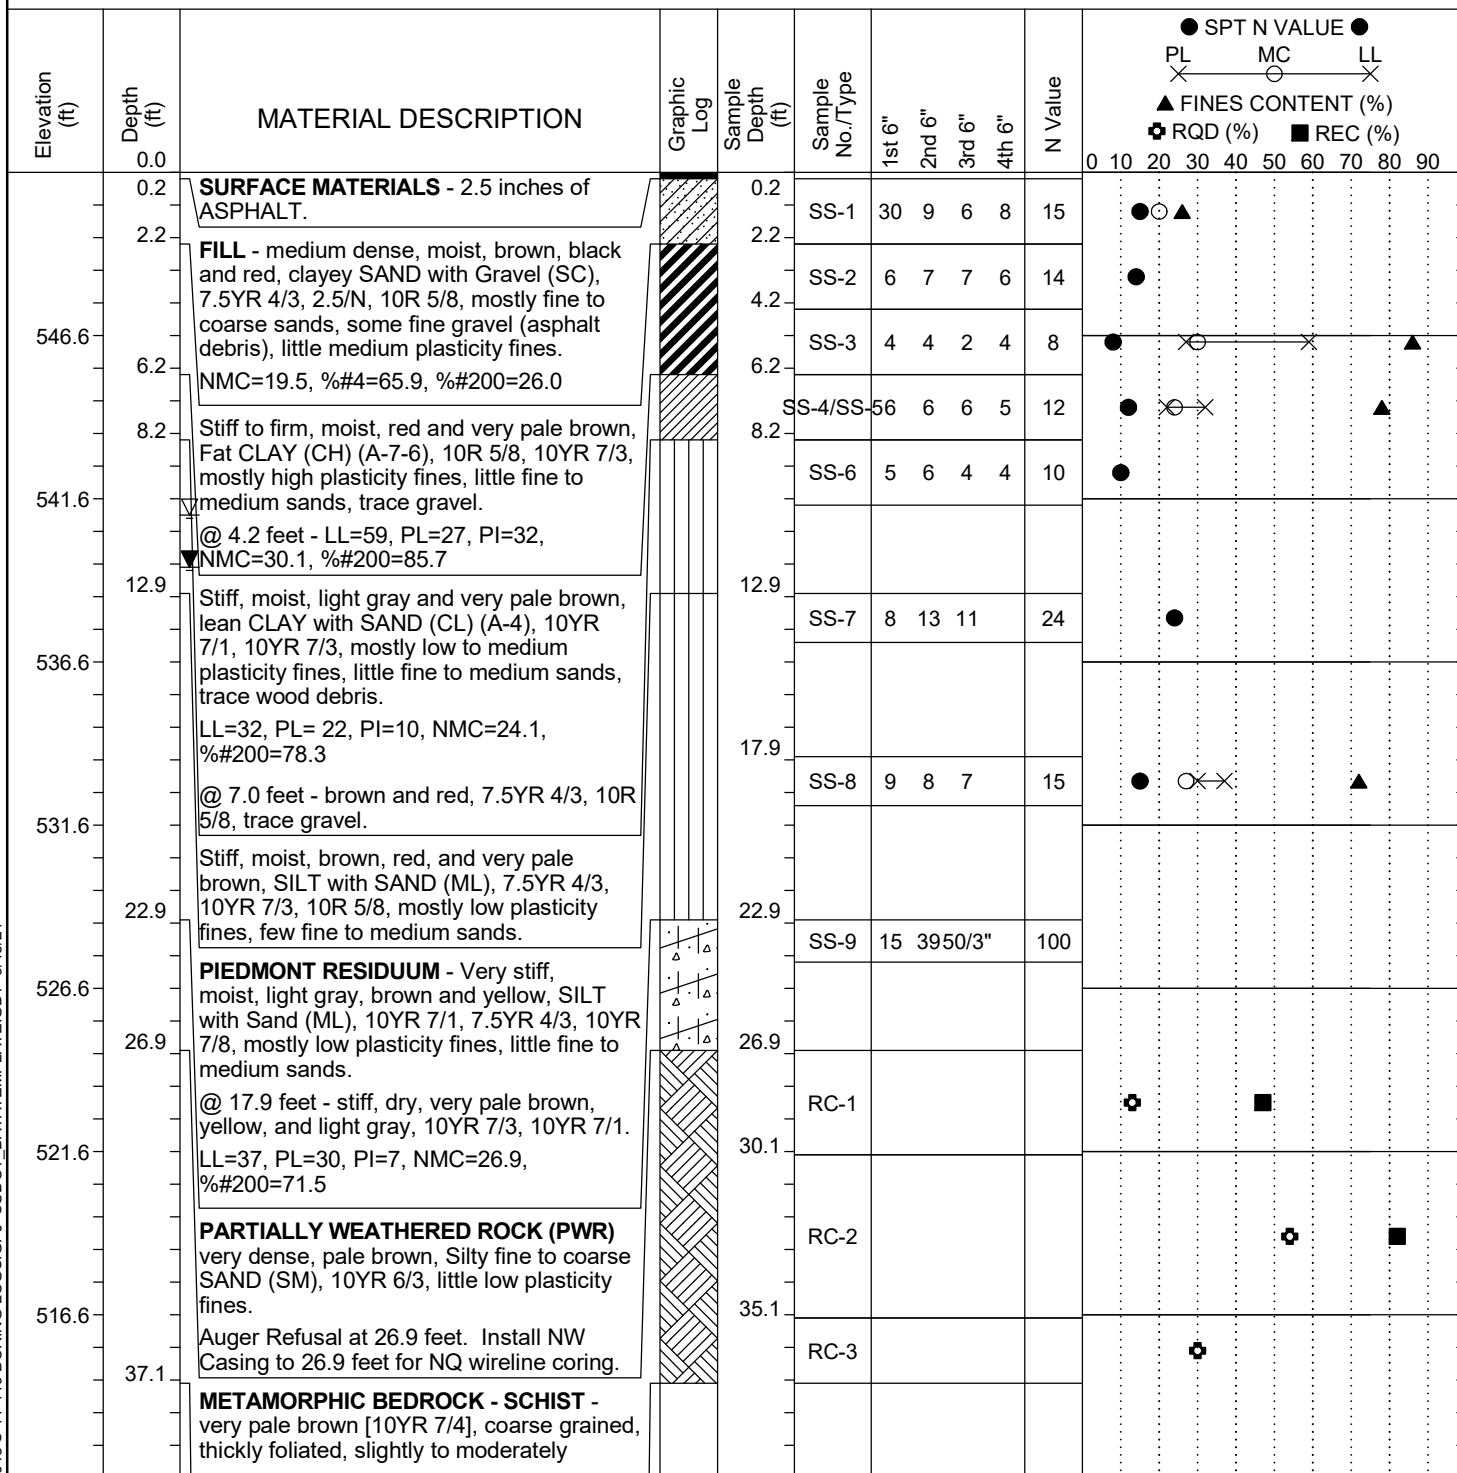 Elevation (ft)
Depth (ft)
0.0
MATERIAL DESCRIPTION
Graphic Log
Sample Depth (ft)
Sample No./Type
1st 6"
2nd 6"
3rd 6"
4th 6"
N Value
● SPT N VALUE ●
PL MC LL
▲ FINES CONTENT (%)
RQD (%) ■ REC (%)
0 10 20 30 40 50 60 70 80 90
0.2
2.2
6.2
8.2
12.9
22.9
26.9
37.1
546.6
541.6
536.6
531.6
526.6
521.6
516.6
SURFACE MATERIALS - 2.5 inches of
ASPHALT.
FILL - medium dense, moist, brown, black
and red, clayey SAND with Gravel (SC),
7.5YR 4/3, 2.5/N, 10R 5/8, mostly fine to
coarse sands, some fine gravel (asphalt
debris), little medium plasticity fines.
NMC=19.5, %#4=65.9, %#200=26.0
Stiff to firm, moist, red and very pale brown,
Fat CLAY (CH) (A-7-6), 10R 5/8, 10YR 7/3,
mostly high plasticity fines, little fine to
medium sands, trace gravel.
@ 4.2 feet - LL=59, PL=27, PI=32,
NMC=30.1, %#200=85.7
Stiff, moist, light gray and very pale brown,
lean CLAY with SAND (CL) (A-4), 10YR
7/1, 10YR 7/3, mostly low to medium
plasticity fines, little fine to medium sands,
trace wood debris.
LL=32, PL= 22, PI=10, NMC=24.1,
%#200=78.3
@ 7.0 feet - brown and red, 7.5YR 4/3, 10R
5/8, trace gravel.
Stiff, moist, brown, red, and very pale
brown, SILT with SAND (ML), 7.5YR 4/3,
10YR 7/3, 10R 5/8, mostly low plasticity
fines, few fine to medium sands.
PIEDMONT RESIDUUM - Very stiff,
moist, light gray, brown and yellow, SILT
with Sand (ML), 10YR 7/1, 7.5YR 4/3, 10YR
7/8, mostly low plasticity fines, little fine to
medium sands.
@ 17.9 feet - stiff, dry, very pale brown,
yellow, and light gray, 10YR 7/3, 10YR 7/1.
LL=37, PL=30, PI=7, NMC=26.9,
%#200=71.5
PARTIALLY WEATHERED ROCK (PWR)
very dense, pale brown, Silty fine to coarse
SAND (SM), 10YR 6/3, little low plasticity
fines.
Auger Refusal at 26.9 feet. Install NW
Casing to 26.9 feet for NQ wireline coring.
METAMORPHIC BEDROCK - SCHIST -
very pale brown [10YR 7/4], coarse grained,
thickly foliated, slightly to moderately
0.2
2.2
4.2
6.2
8.2
12.9
17.9
22.9
26.9
30.1
35.1
SS-1 30 9 6 8 15
SS-2 6 7 7 6 14
SS-3 4 4 2 4 8
SS-4/SS-5 6 6 6 5 12
SS-6 5 6 4 4 10
SS-7 8 13 11 24
SS-8 9 8 7 15
SS-9 15 39 50/3" 100
RC-1
RC-2
RC-3